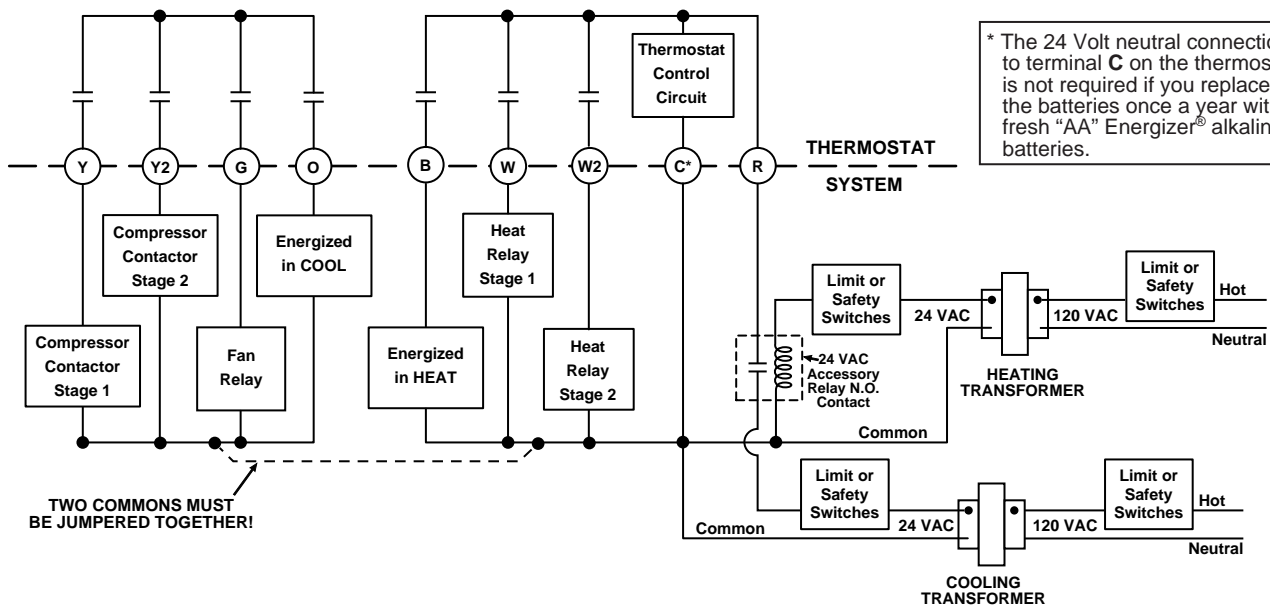 * The 24 Volt neutral connectio
to terminal C on the thermos
is not required if you replace
the batteries once a year wit
fresh “AA” Energizer® alkalin
batteries.
Thermostat
Control
Circuit
Y
Y2
G
O
B
W
W2
C*
R
THERMOSTAT
SYSTEM
Compressor
Contactor
Stage 2
Energized
in COOL
Heat
Relay
Stage 1
Compressor
Contactor
Stage 1
Fan
Relay
Energized
in HEAT
Heat
Relay
Stage 2
Limit or
Safety
Switches
24 VAC
120 VAC
Limit or
Safety
Switches
Hot
Neutral
HEATING
TRANSFORMER
24 VAC
Accessory
Relay N.O.
Contact
Common
TWO COMMONS MUST
BE JUMPERED TOGETHER!
Common
Limit or
Safety
Switches
24 VAC
120 VAC
Limit or
Safety
Switches
Hot
Neutral
COOLING
TRANSFORMER